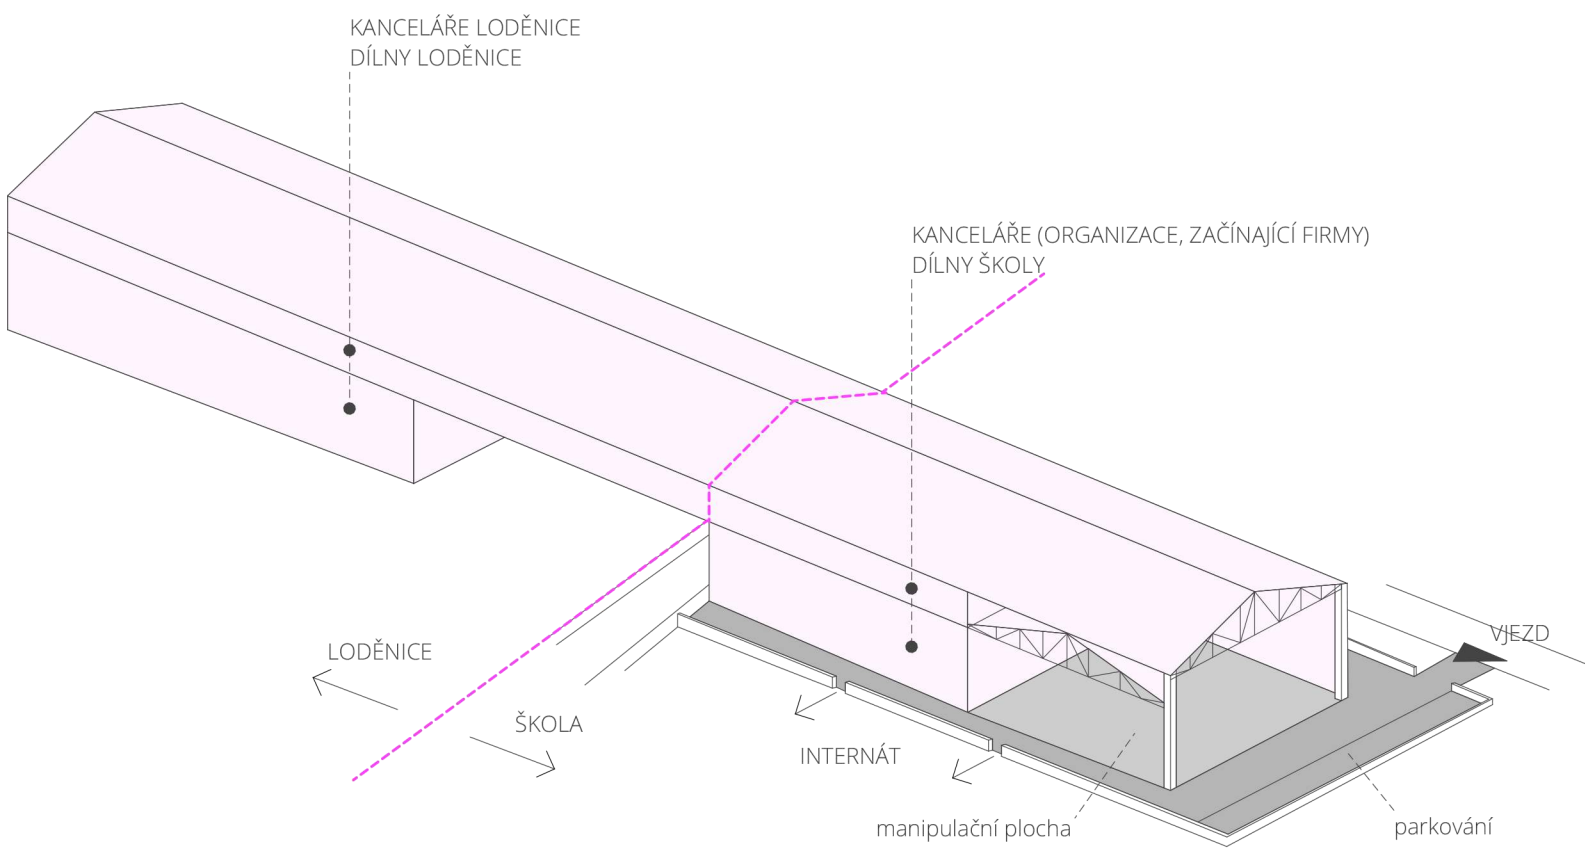 KANCELÁŘE LODĚNICE
DÍLNY LODĚNICE
KANCELÁŘE (ORGANIZACE, ZAČÍNAJÍCÍ FIRMY)
DÍLNY ŠKOLY
VJEZD
LODĚNICE
ŠKOLA
INTERNÁT
manipulační plocha
parkování